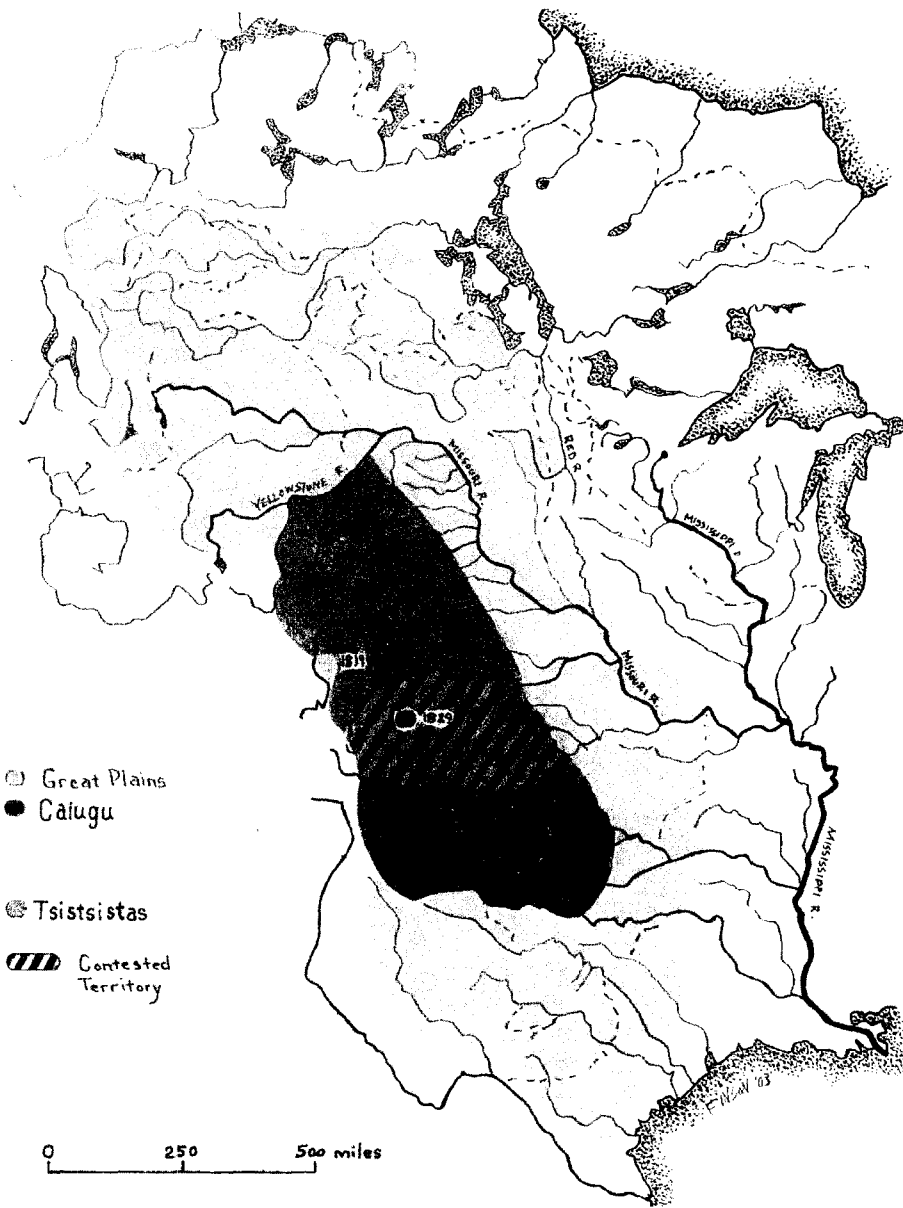 YELLOWSTONE R.
MISSOURI R.
RED R.
MISSISSIPPI R.
MISSOURI R.
Great Plains
Caiugu
MISSISSIPPI R.
Tsistsistas
Contested
Territory
0 250 500 miles